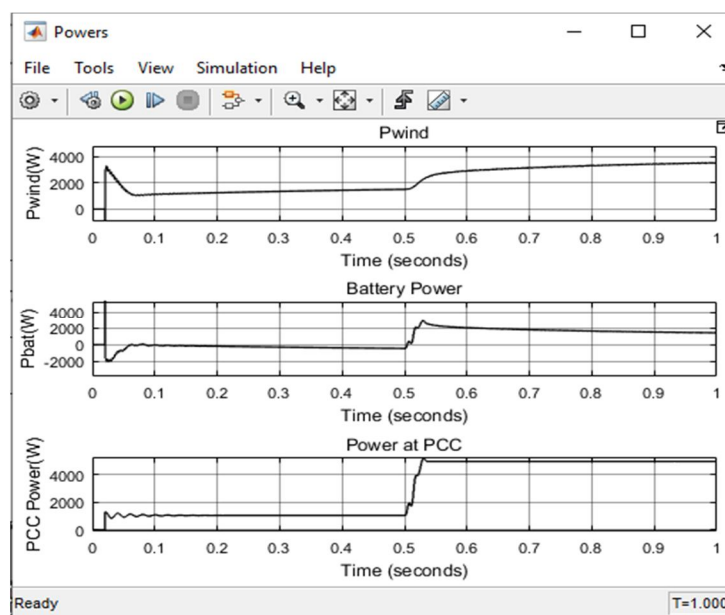 Powers
File Tools View Simulation Help
Pwind
Pwind(W)
4000
2000
0
0 0.1 0.2 0.3 0.4 0.5 0.6 0.7 0.8 0.9 1
Time (seconds)
Battery Power
Pbat(W)
4000
2000
0
-2000
0 0.1 0.2 0.3 0.4 0.5 0.6 0.7 0.8 0.9 1
Time (seconds)
Power at PCC
PCC Power(W)
4000
2000
0
0 0.1 0.2 0.3 0.4 0.5 0.6 0.7 0.8 0.9 1
Time (seconds)
Ready T=1.000